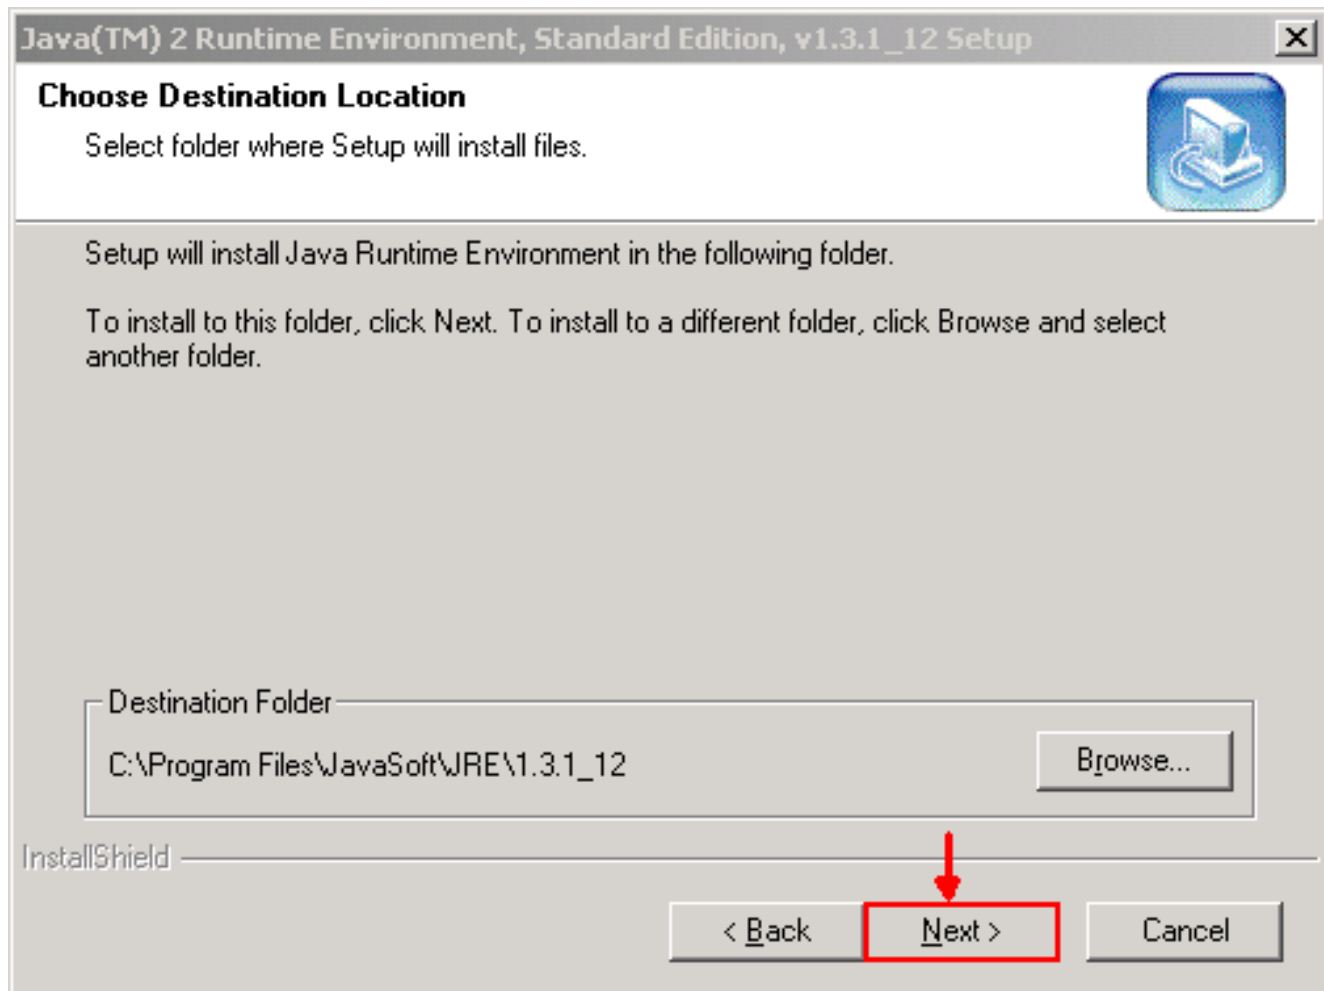 Java(TM) 2 Runtime Environment, Standard Edition, v1.3.1_12 Setup
Choose Destination Location
Select folder where Setup will install files.
Setup will install Java Runtime Environment in the following folder.
To install to this folder, click Next. To install to a different folder, click Browse and select
another folder.
Destination Folder
C:\Program Files\JavaSoft\JRE\1.3.1_12
Browse...
InstallShield
< Back
Next >
Cancel